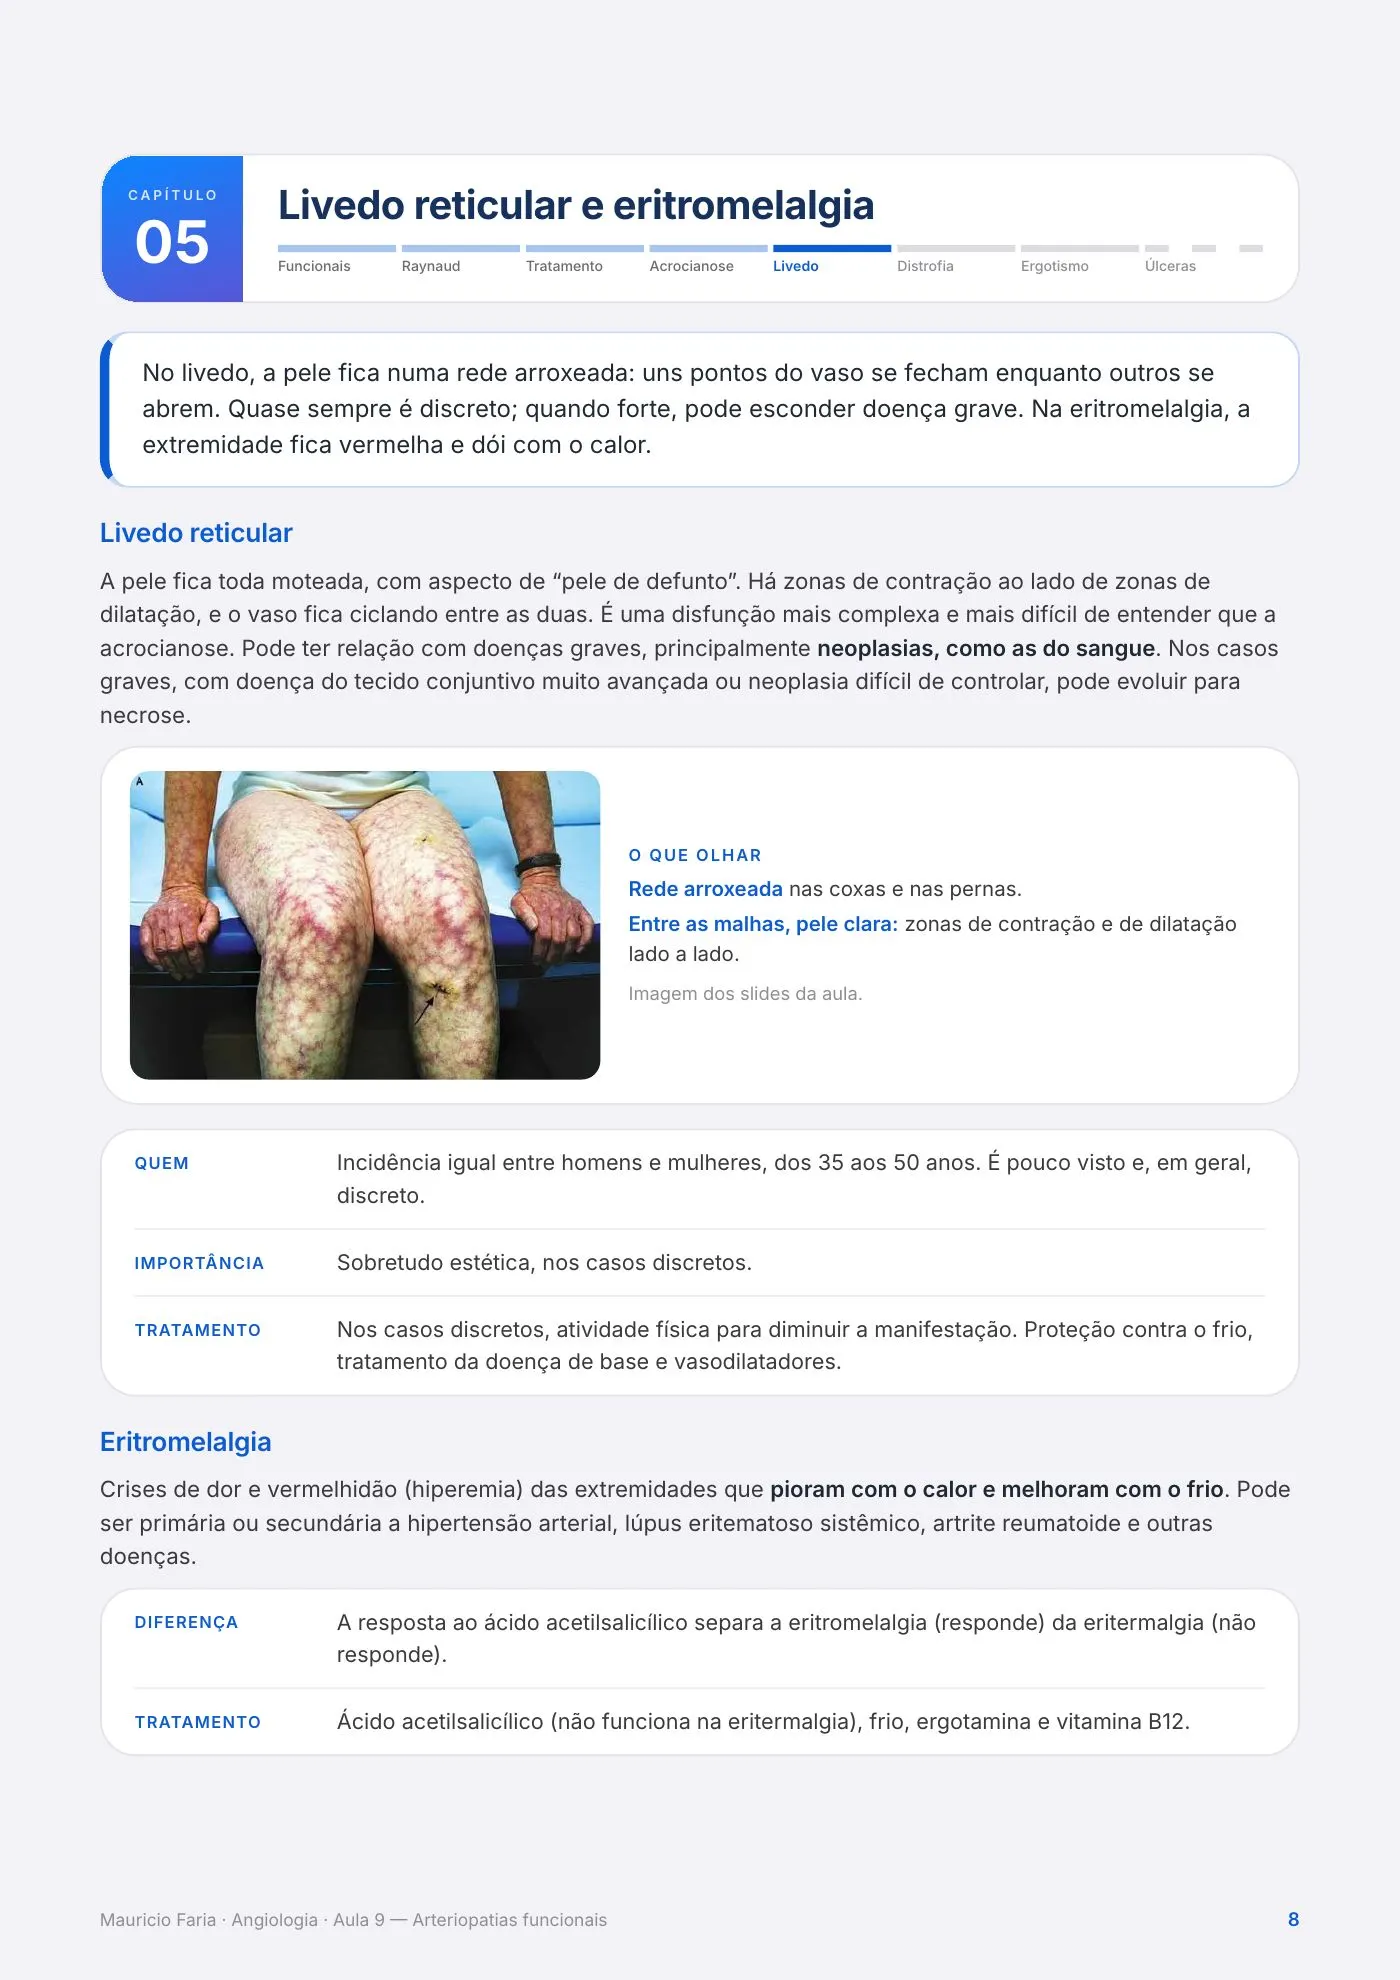 CAPÍTULO
05
Livedo reticular e eritromelalgia
Funcionais Raynaud Tratamento Acrocianose Livedo Distrofia Ergotismo Úlceras
No livedo, a pele fica numa rede arroxeada: uns pontos do vaso se fecham enquanto outros se
abrem. Quase sempre é discreto; quando forte, pode esconder doença grave. Na eritromelalgia, a
extremidade fica vermelha e dói com o calor.
Livedo reticular
A pele fica toda moteada, com aspecto de “pele de defunto”. Há zonas de contração ao lado de zonas de
dilatação, e o vaso fica ciclando entre as duas. É uma disfunção mais complexa e mais difícil de entender que a
acrocianose. Pode ter relação com doenças graves, principalmente neoplasias, como as do sangue. Nos casos
graves, com doença do tecido conjuntivo muito avançada ou neoplasia difícil de controlar, pode evoluir para
necrose.
A
O QUE OLHAR
Rede arroxeada nas coxas e nas pernas.
Entre as malhas, pele clara: zonas de contração e de dilatação
lado a lado.
Imagem dos slides da aula.
QUEM Incidência igual entre homens e mulheres, dos 35 aos 50 anos. É pouco visto e, em geral,
discreto.
IMPORTÂNCIA Sobretudo estética, nos casos discretos.
TRATAMENTO Nos casos discretos, atividade física para diminuir a manifestação. Proteção contra o frio,
tratamento da doença de base e vasodilatadores.
Eritromelalgia
Crises de dor e vermelhidão (hiperemia) das extremidades que pioram com o calor e melhoram com o frio. Pode
ser primária ou secundária a hipertensão arterial, lúpus eritematoso sistêmico, artrite reumatoide e outras
doenças.
DIFERENÇA A resposta ao ácido acetilsalicílico separa a eritromelalgia (responde) da eritermalgia (não
responde).
TRATAMENTO Ácido acetilsalicílico (não funciona na eritermalgia), frio, ergotamina e vitamina B12.
Mauricio Faria · Angiologia · Aula 9 — Arteriopatias funcionais 8